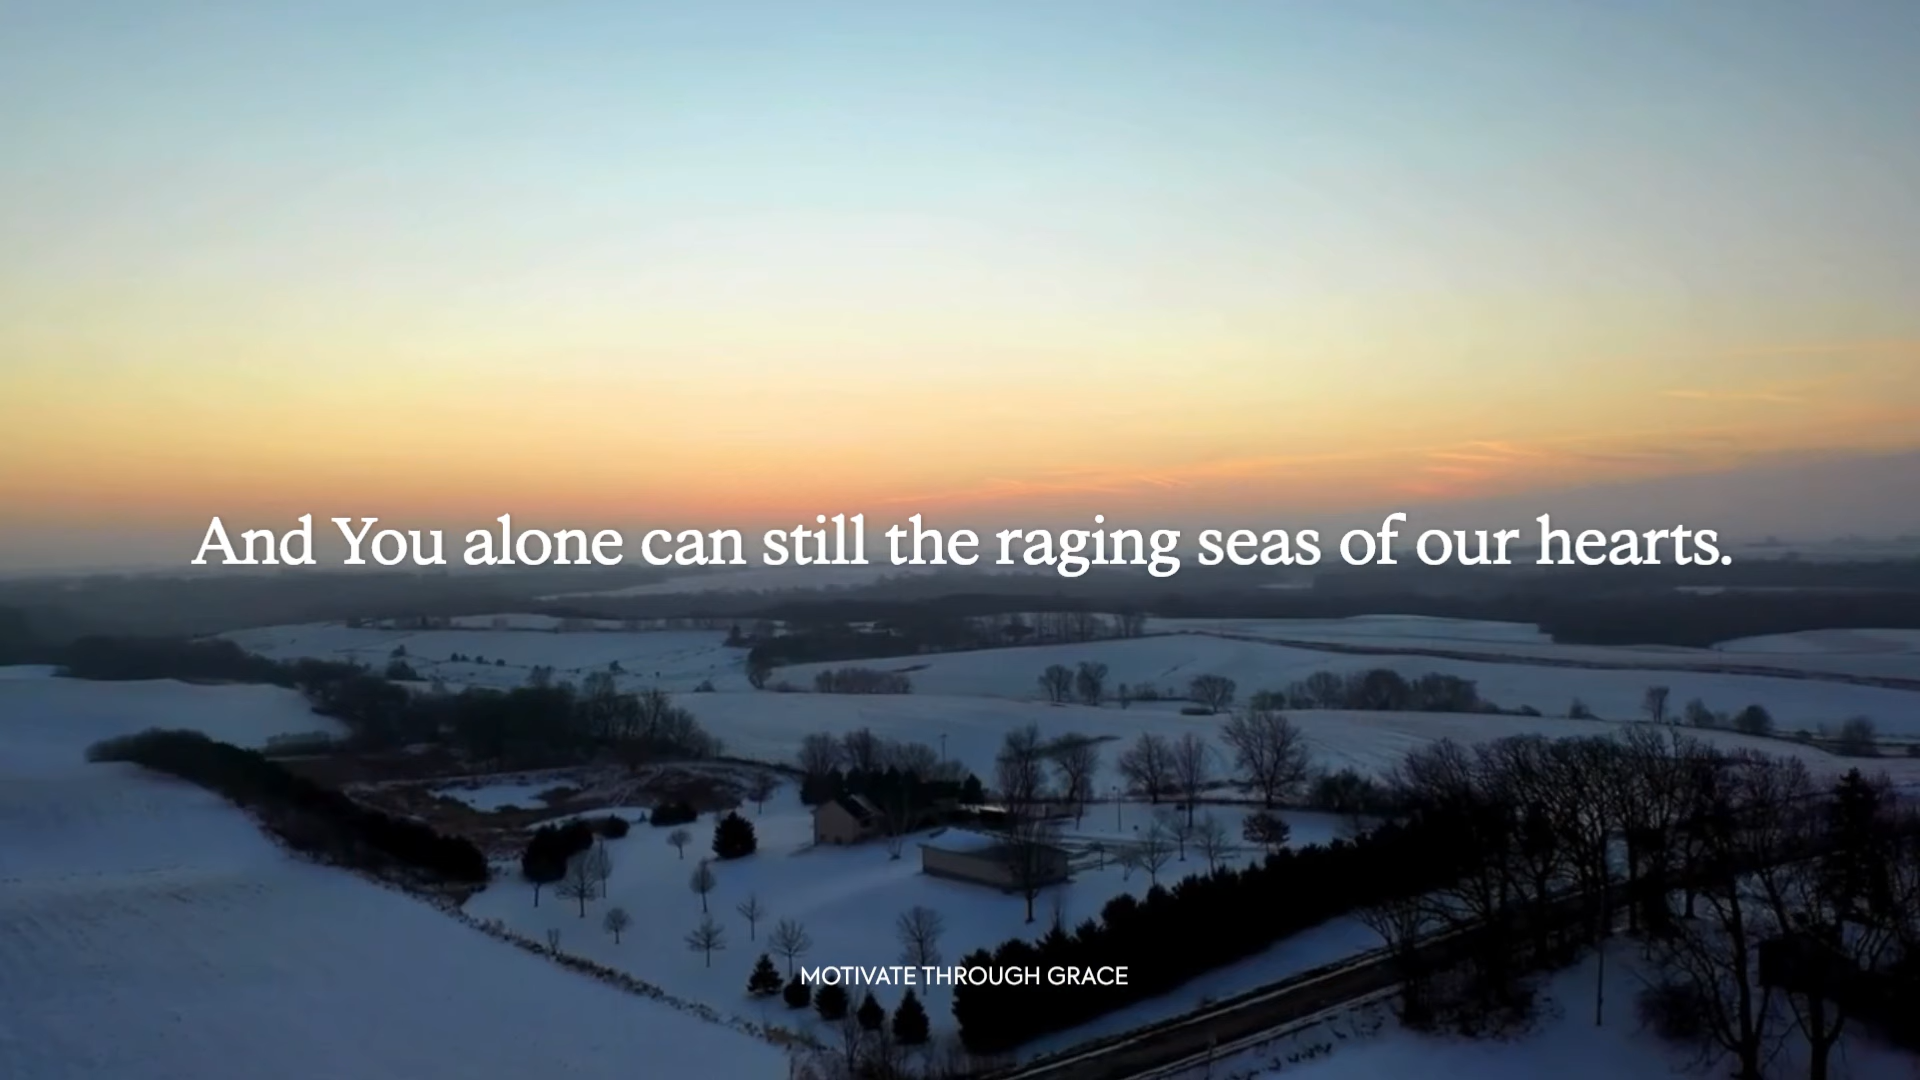 And You alone can still the raging seas of our hearts.
MOTIVATE THROUGH GRACE